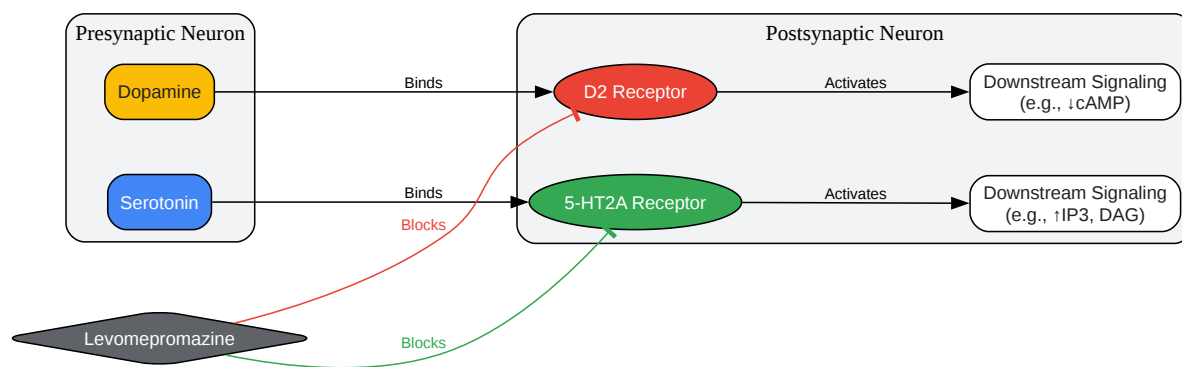 Presynaptic Neuron
Postsynaptic Neuron
Dopamine
Binds
D2 Receptor
Activates
Downstream Signaling
(e.g., ↓cAMP)
Serotonin
Binds
5-HT2A Receptor
Activates
Downstream Signaling
(e.g., ↑IP3, DAG)
Blocks
Levomepromazine
Blocks